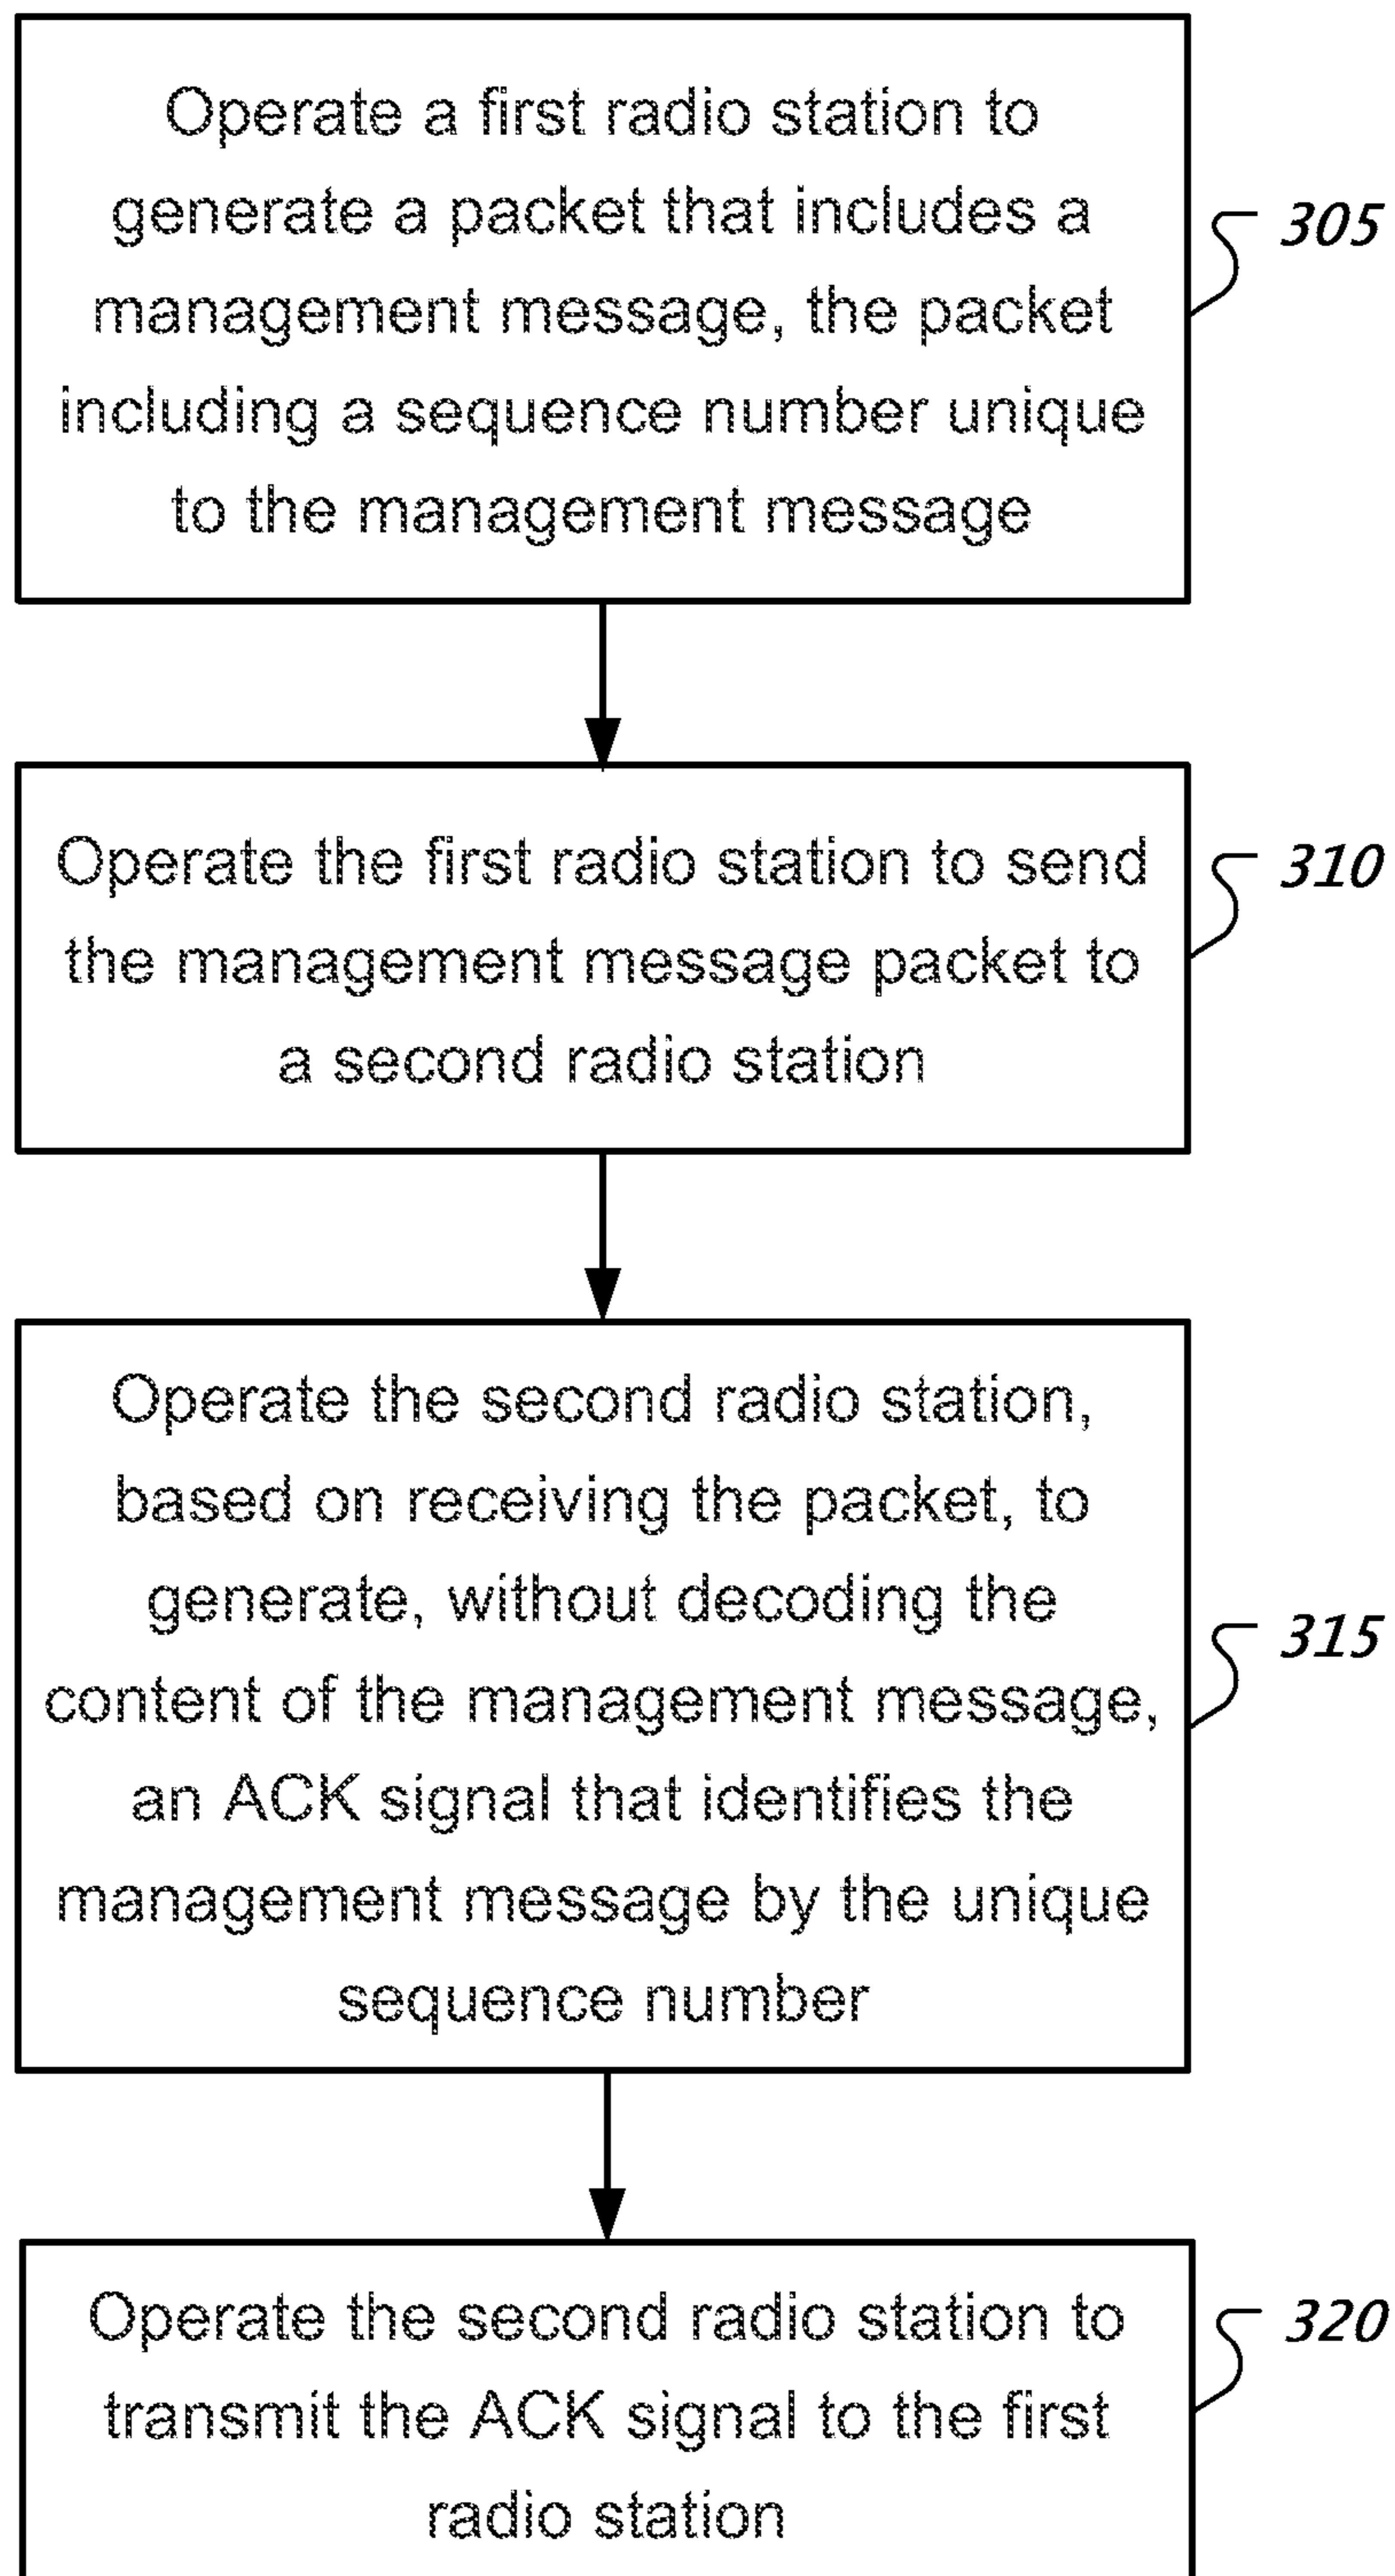 Operate a first radio station to
generate a packet that includes a
management message, the packet
including a sequence number unique
to the management message
305
Operate the first radio station to send
the management message packet to
a second radio station
310
Operate the second radio station,
based on receiving the packet, to
generate, without decoding the
content of the management message,
an ACK signal that identifies the
management message by the unique
sequence number
315
Operate the second radio station to
transmit the ACK signal to the first
radio station
320